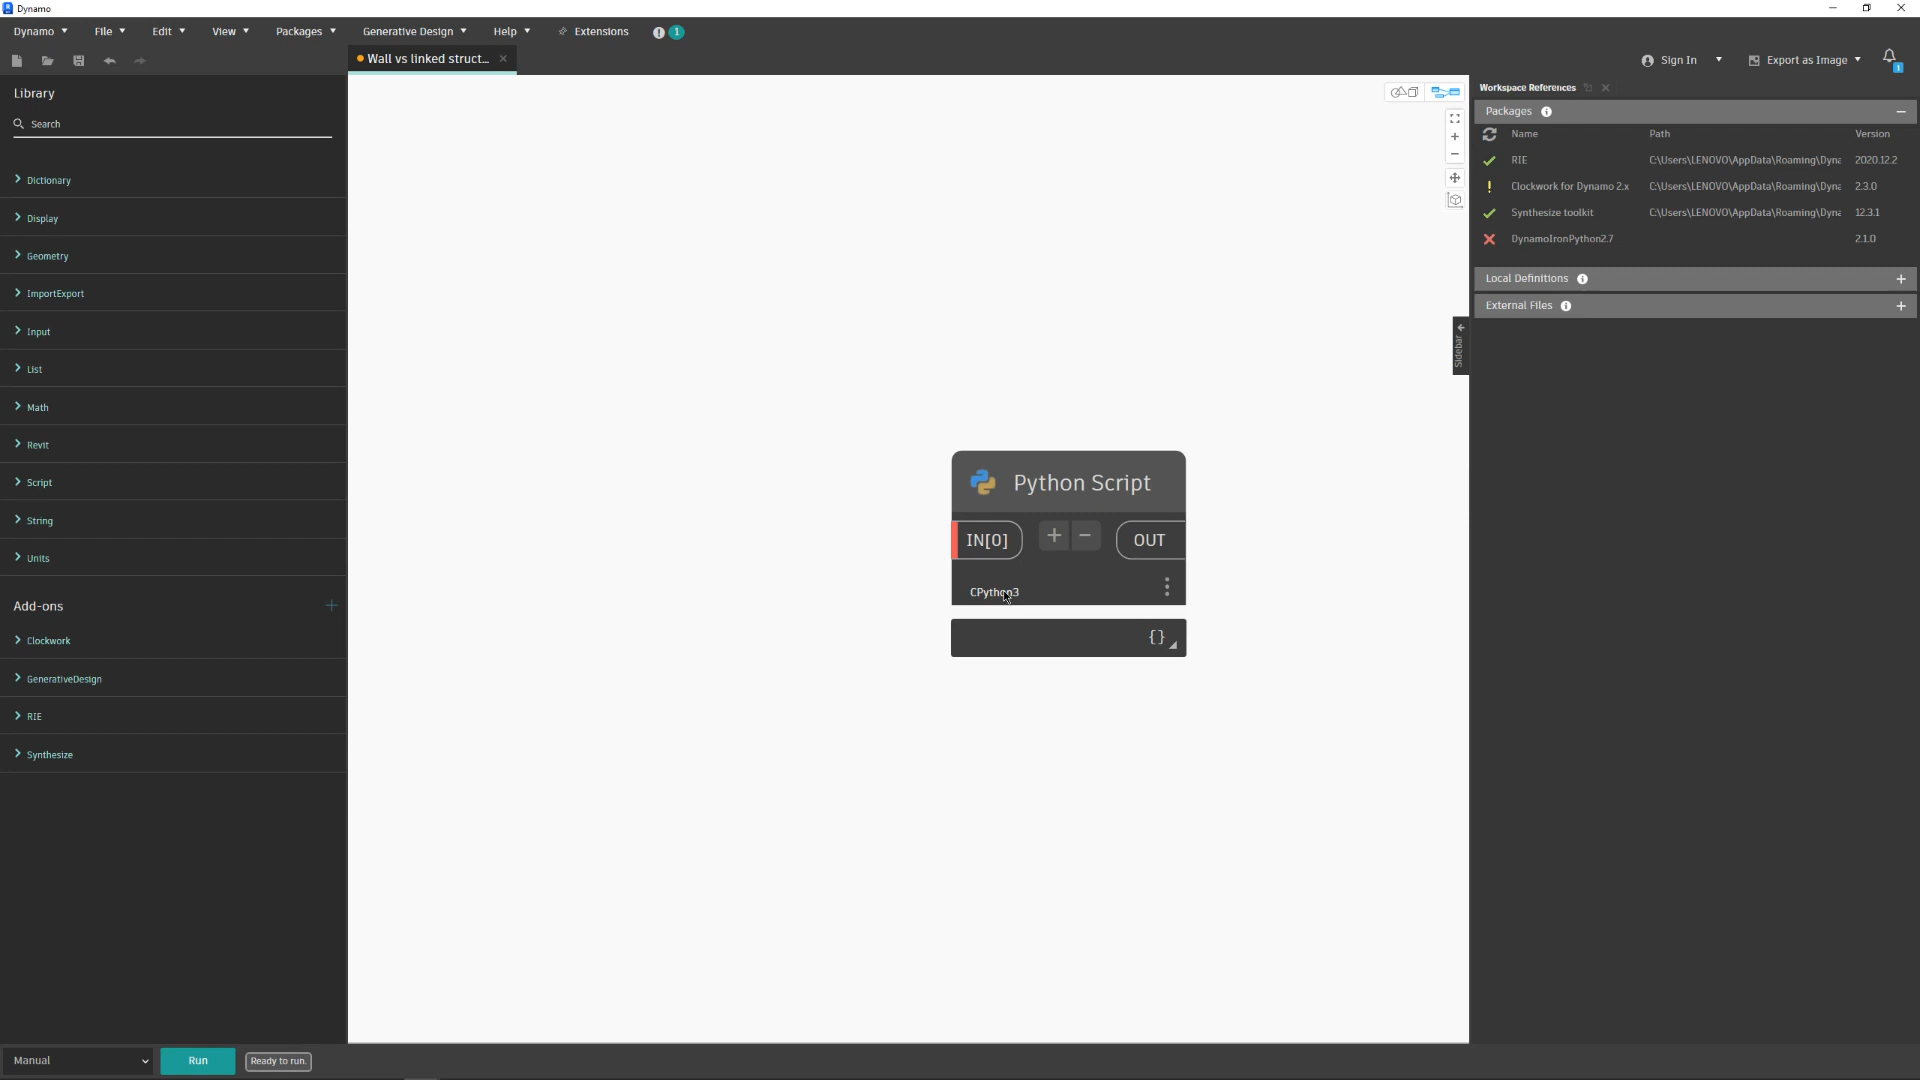 Dynamo
Dynamo File Edit View Packages Generative Design Help Extensions 1
Wall vs linked struct...
Sign In Export as Image 1
Library
Search
Dictionary
Display
Geometry
ImportExport
Input
List
Math
Revit
Script
String
Units
Add-ons
Clockwork
GenerativeDesign
RIE
Synthesize
Python Script
IN[0] + - OUT
CPython3
{}
Sidebar
Workspace References
Packages
Name Path Version
RIE C:\Users\LENOVO\AppData\Roaming\Dyna 2020.12.2
Clockwork for Dynamo 2.x C:\Users\LENOVO\AppData\Roaming\Dyna 2.3.0
Synthesize toolkit C:\Users\LENOVO\AppData\Roaming\Dyna 12.3.1
DynamoIronPython2.7 2.1.0
Local Definitions
External Files
Manual Run Ready to run.